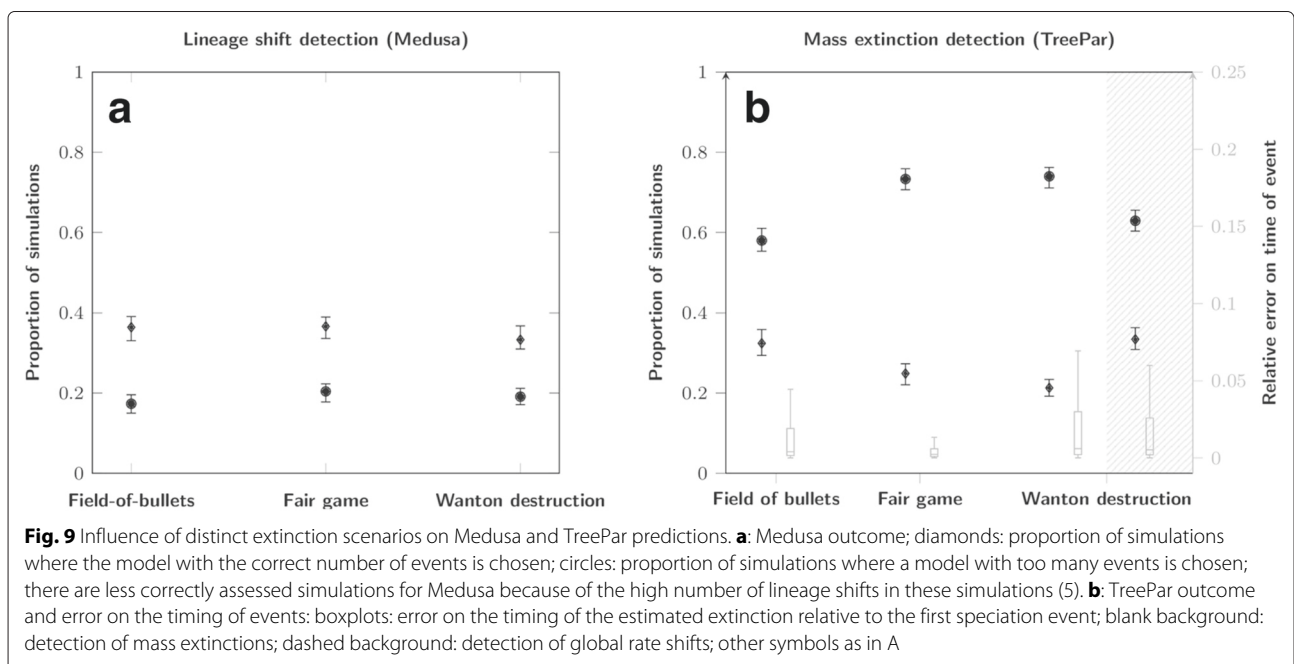 Lineage shift detection (Medusa)
a
Proportion of simulations
1
0.8
0.6
0.4
0.2
0
Field-of-bullets Fair game Wanton destruction
Mass extinction detection (TreePar)
b
Proportion of simulations
1
0.8
0.6
0.4
0.2
0
Field of bullets Fair game Wanton destruction
0.25
0.2
0.15
0.1
0.05
0
Relative error on time of event
Fig. 9 Influence of distinct extinction scenarios on Medusa and TreePar predictions. a: Medusa outcome; diamonds: proportion of simulations
where the model with the correct number of events is chosen; circles: proportion of simulations where a model with too many events is chosen;
there are less correctly assessed simulations for Medusa because of the high number of lineage shifts in these simulations (5). b: TreePar outcome
and error on the timing of events: boxplots: error on the timing of the estimated extinction relative to the first speciation event; blank background:
detection of mass extinctions; dashed background: detection of global rate shifts; other symbols as in A